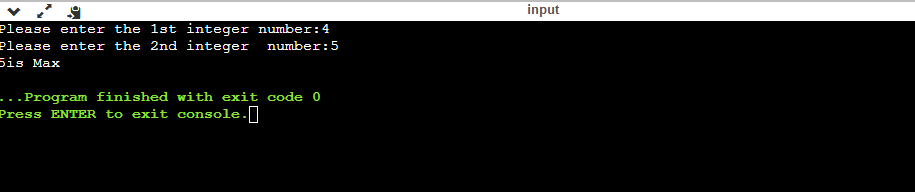 input
Please enter the 1st integer number:4
Please enter the 2nd integer  number:5
5is Max
...Program finished with exit code 0
Press ENTER to exit console.